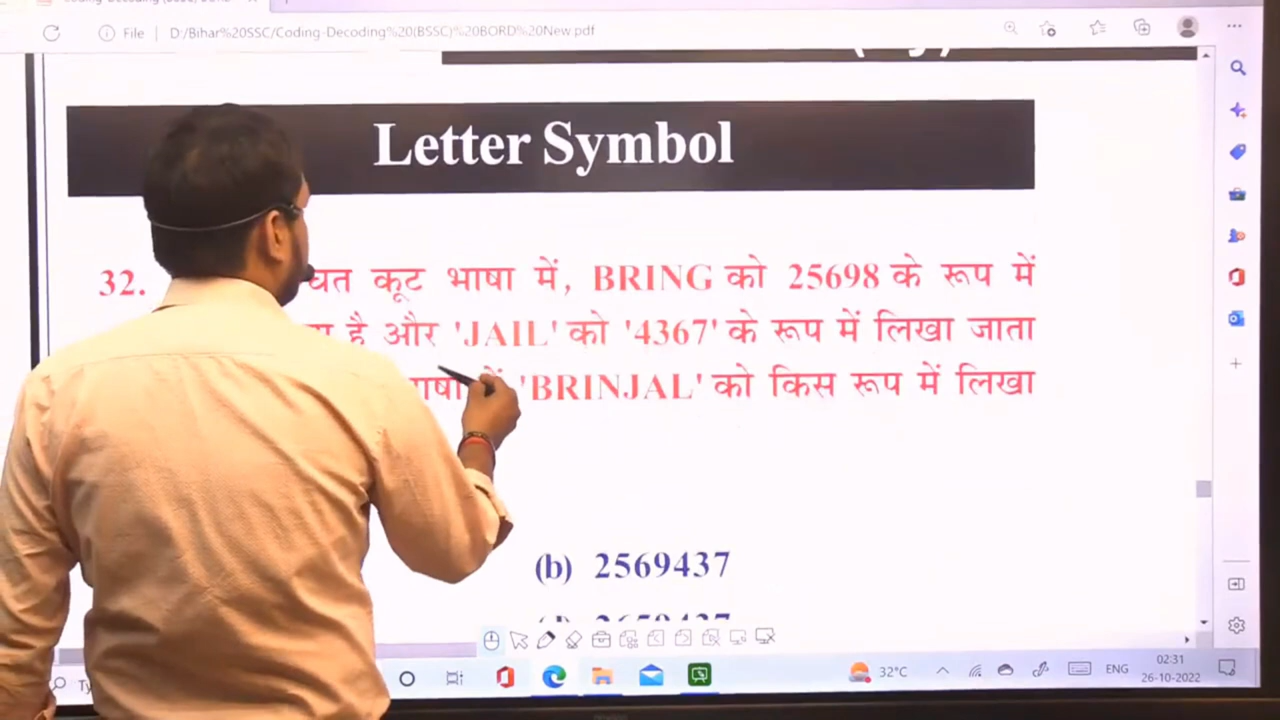 File | D:/Bihar%20SSC/Coding-Decoding%20(BSSC)%20BORD%20New.pdf
Letter Symbol
32. कूट भाषा में, BRING को 25698 के रूप में
है और 'JAIL' को '4367' के रूप में लिखा जाता
में 'BRINJAL' को किस रूप में लिखा
(b) 2569437
32°C
ENG
02:31
26-10-2022